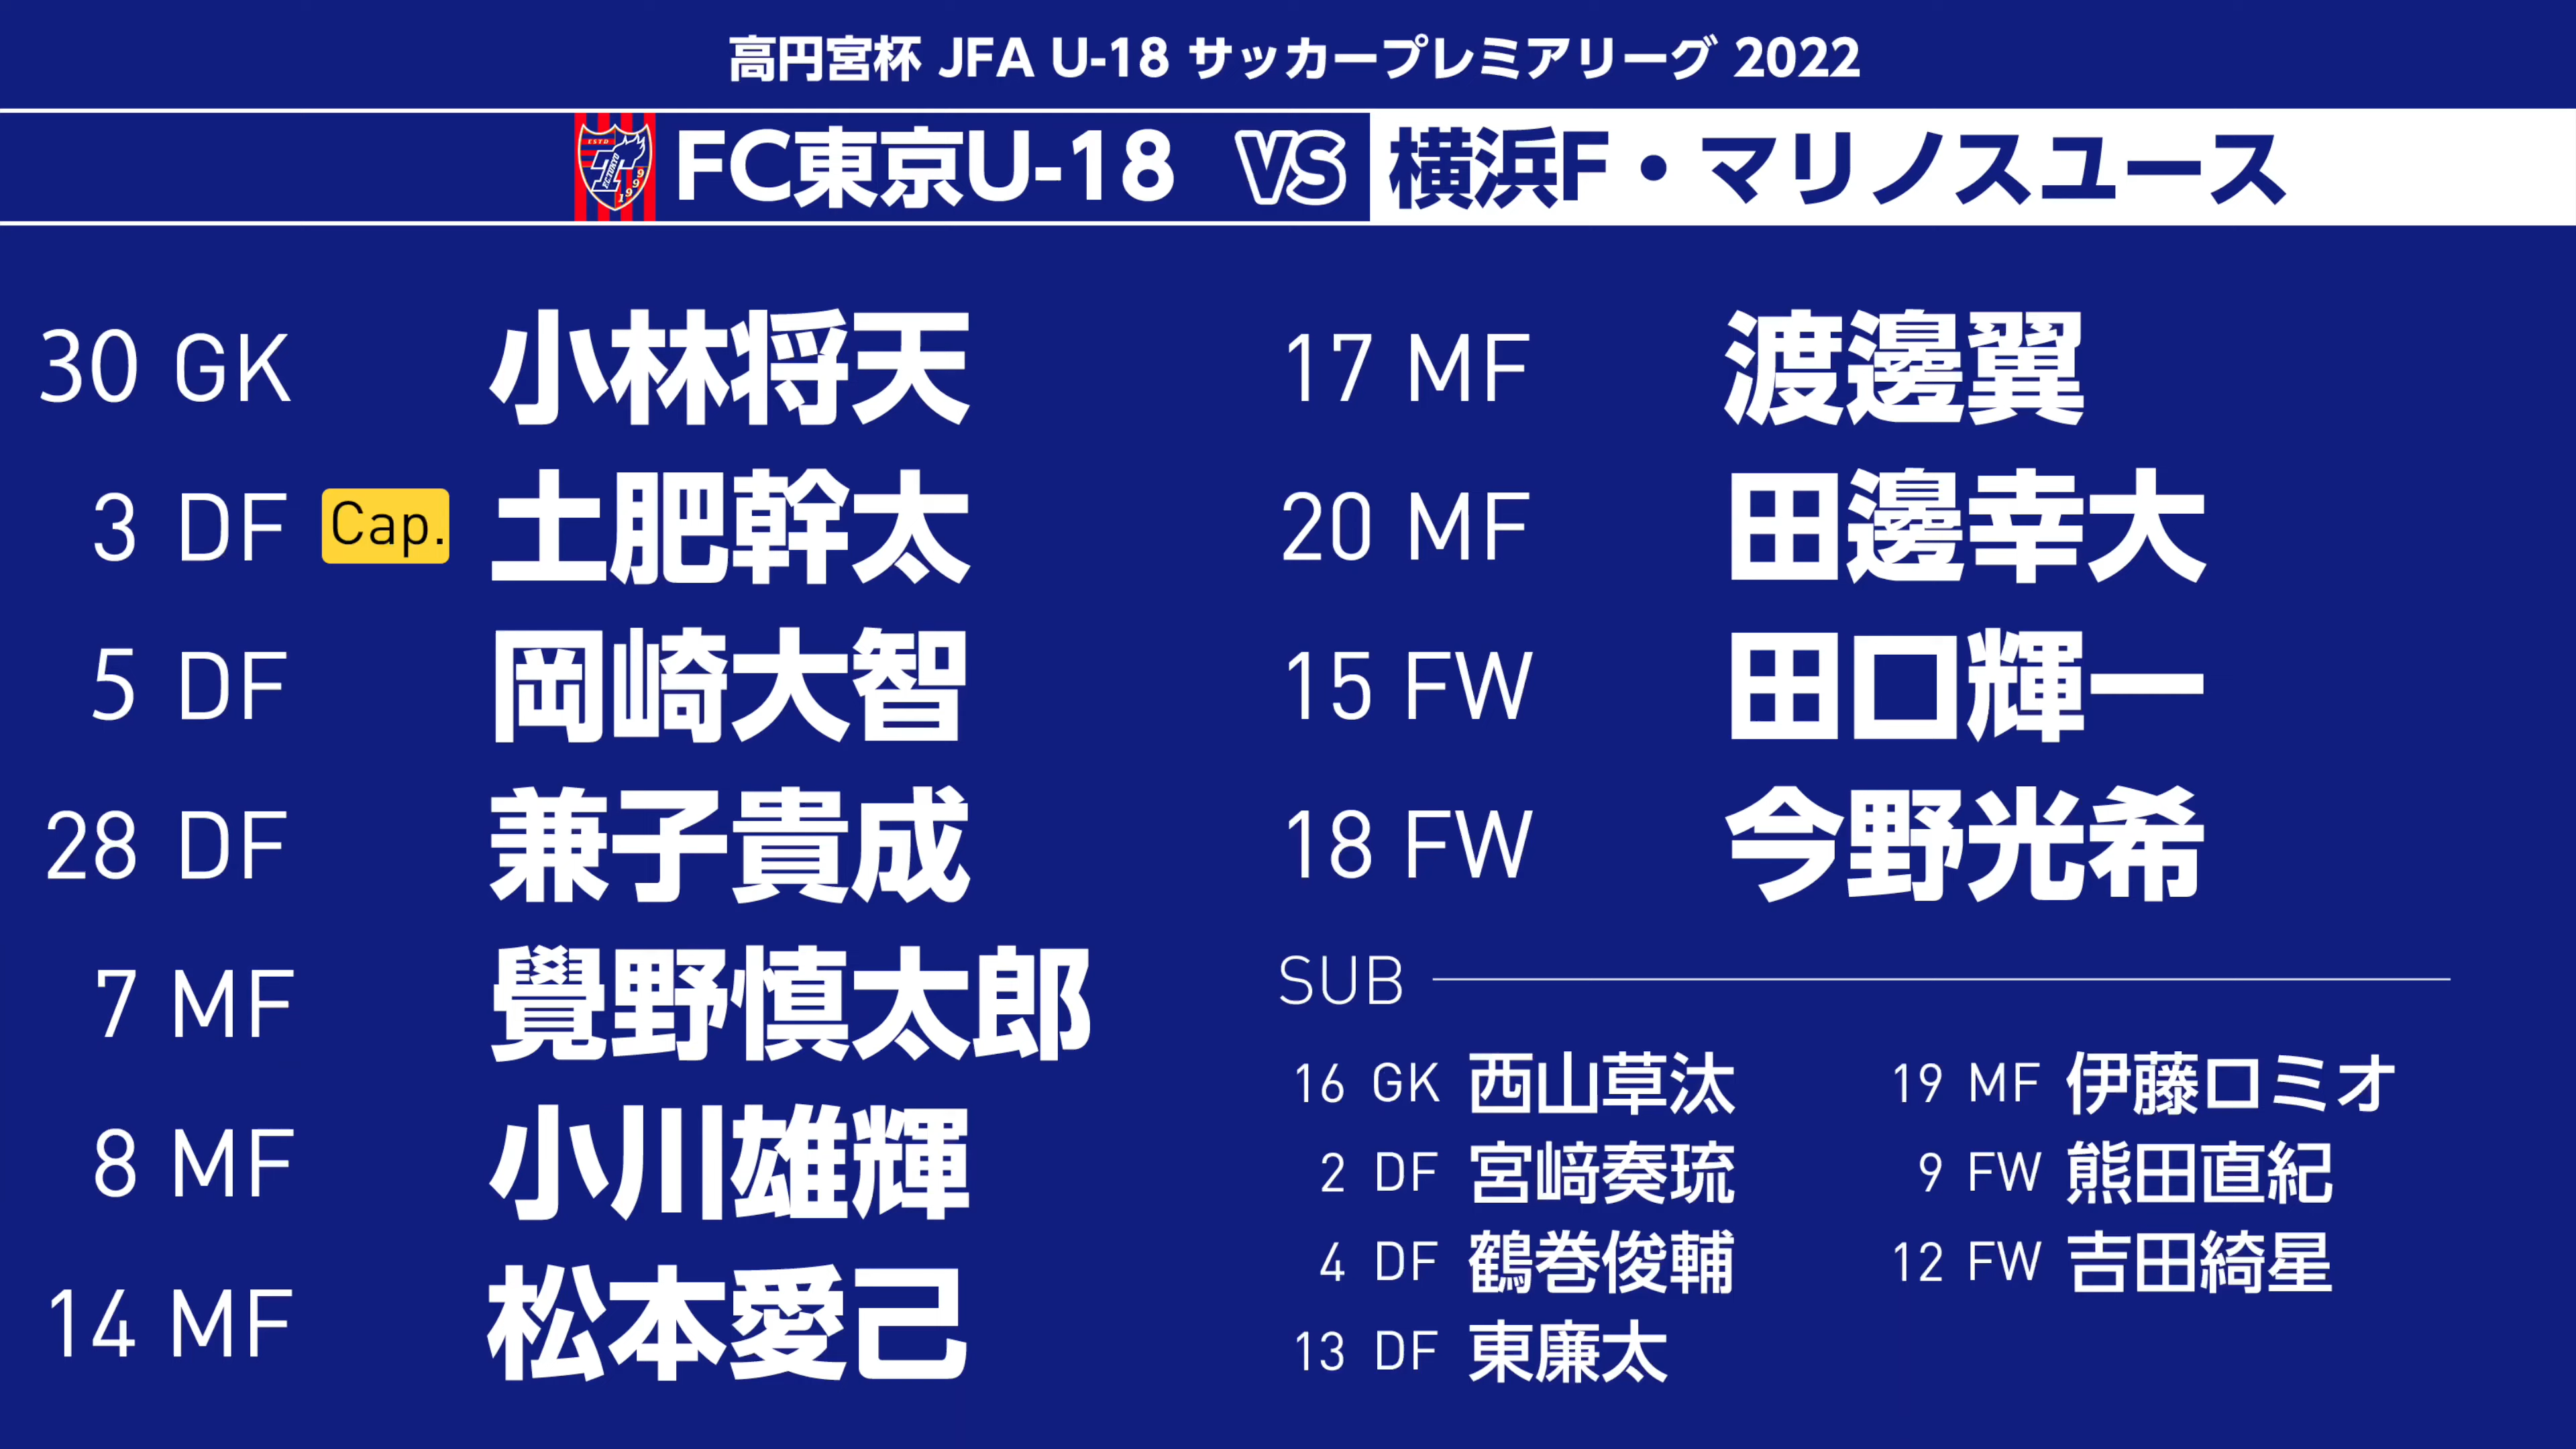 高円宮杯 JFA U-18 サッカープレミアリーグ 2022
FC東京U-18 VS 横浜F・マリノスユース
30 GK 小林将天
3 DF Cap. 土肥幹太
5 DF 岡崎大智
28 DF 兼子貴成
7 MF 覺野慎太郎
8 MF 小川雄輝
14 MF 松本愛己
17 MF 渡邊翼
20 MF 田邊幸大
15 FW 田口輝一
18 FW 今野光希
SUB
16 GK 西山草汰
2 DF 宮﨑奏琉
4 DF 鶴巻俊輔
13 DF 東廉太
19 MF 伊藤ロミオ
9 FW 熊田直紀
12 FW 吉田綺星